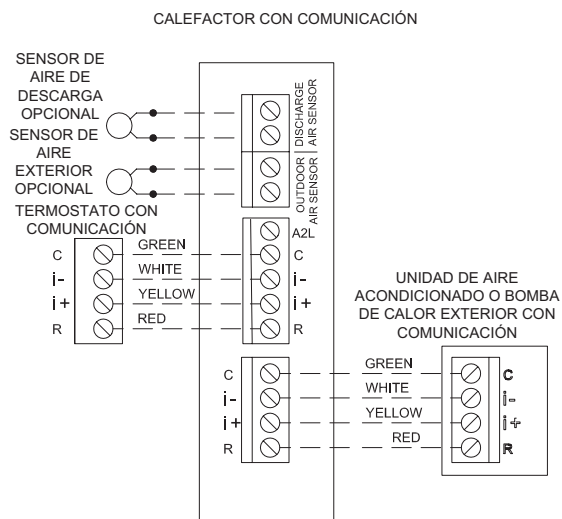 CALEFACTOR CON COMUNICACIÓN
SENSOR DE
AIRE DE
DESCARGA
OPCIONAL
SENSOR DE
AIRE
EXTERIOR
OPCIONAL
DISCHARGE
AIR SENSOR
OUTDOOR
AIR SENSOR
TERMOSTATO CON
COMUNICACIÓN
A2L
C GREEN C
i- WHITE i-
i+ YELLOW i+
R RED R
UNIDAD DE AIRE
ACONDICIONADO O BOMBA
DE CALOR EXTERIOR CON
COMUNICACIÓN
C GREEN C
i- WHITE i-
i+ YELLOW i+
R RED R